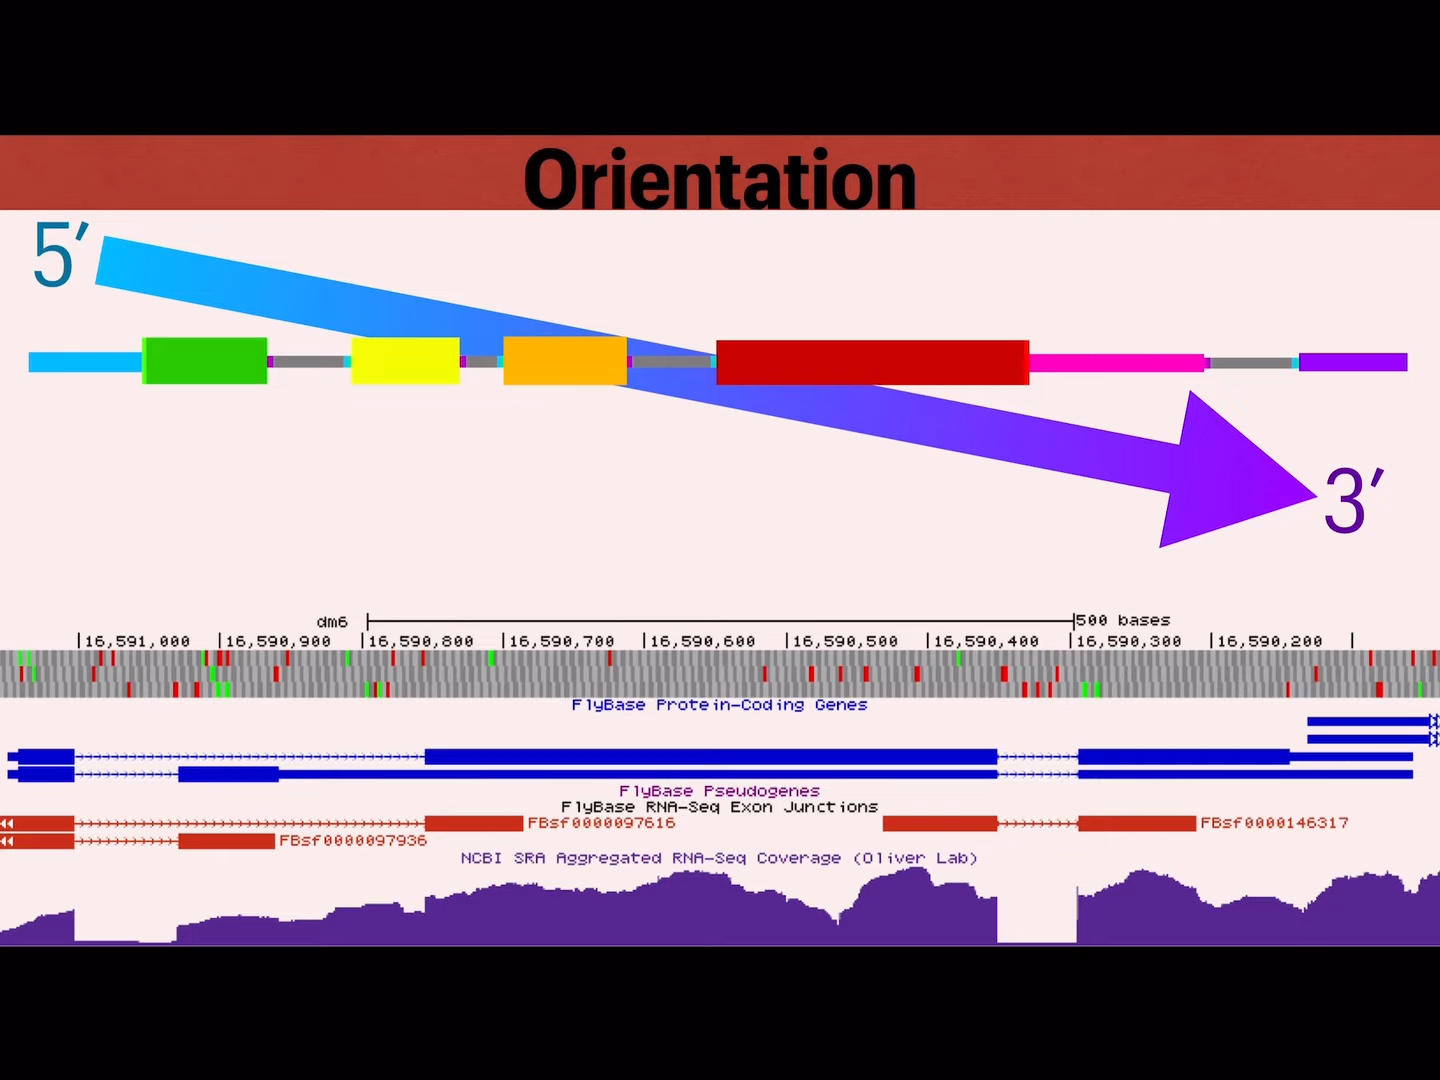 Orientation
5′
3′
dm6 500 bases
16,591,000 16,590,900 16,590,800 16,590,700 16,590,600 16,590,500 16,590,400 16,590,300 16,590,200
FlyBase Protein-Coding Genes
FlyBase Pseudogenes
FlyBase RNA-Seq Exon Junctions
FBsf0000097616 FBsf0000146317
FBsf0000097936
NCBI SRA Aggregated RNA-Seq Coverage (Oliver Lab)